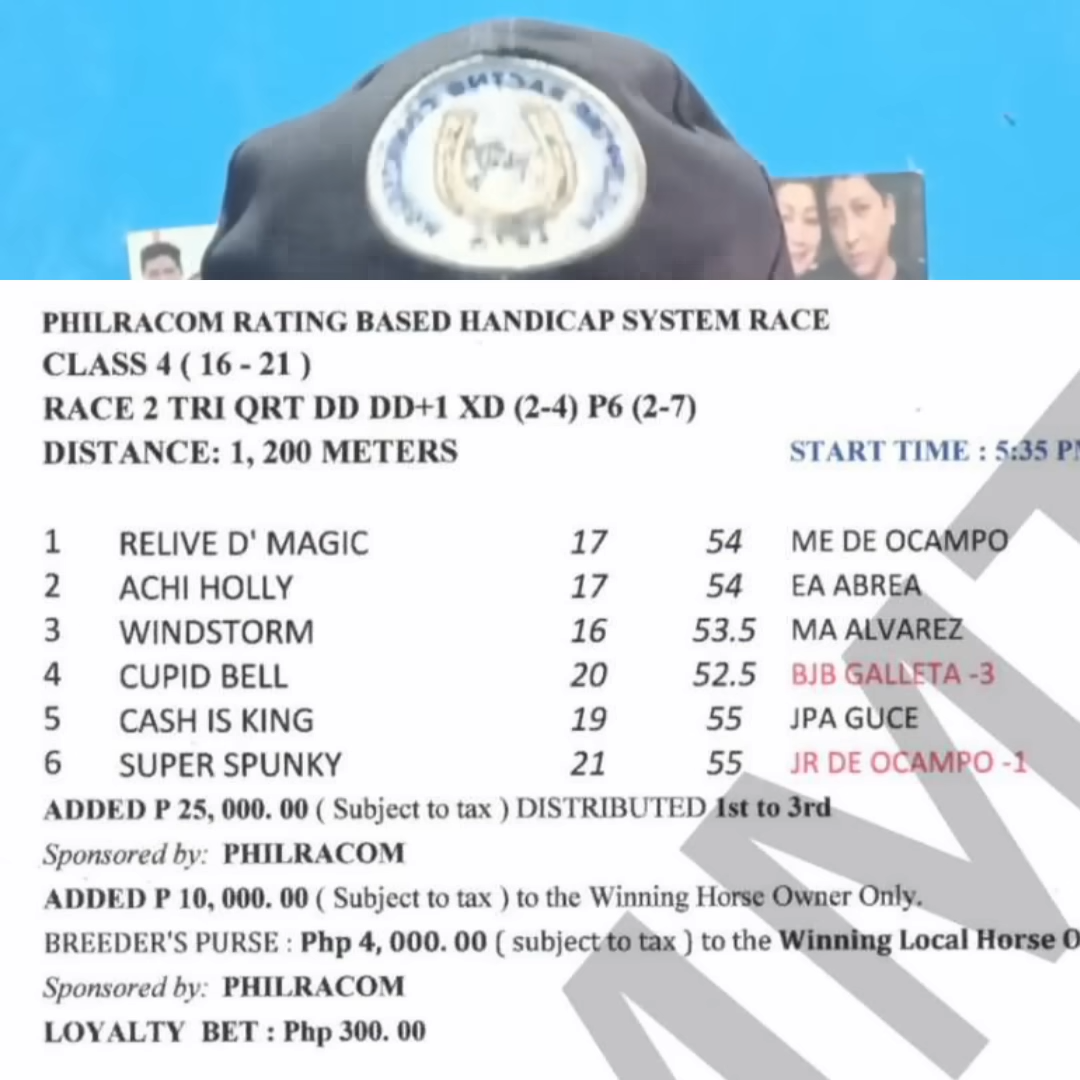 PHILRACOM RATING BASED HANDICAP SYSTEM RACE
CLASS 4 ( 16 - 21 )
RACE 2 TRI QRT DD DD+1 XD (2-4) P6 (2-7)
DISTANCE: 1, 200 METERS START TIME : 5:35 P
1 RELIVE D' MAGIC 17 54 ME DE OCAMPO
2 ACHI HOLLY 17 54 EA ABREA
3 WINDSTORM 16 53.5 MA ALVAREZ
4 CUPID BELL 20 52.5 BJB GALLETA -3
5 CASH IS KING 19 55 JPA GUCE
6 SUPER SPUNKY 21 55 JR DE OCAMPO -1
ADDED P 25, 000. 00 ( Subject to tax ) DISTRIBUTED 1st to 3rd
Sponsored by: PHILRACOM
ADDED P 10, 000. 00 ( Subject to tax ) to the Winning Horse Owner Only.
BREEDER'S PURSE : Php 4, 000. 00 ( subject to tax ) to the Winning Local Horse O
Sponsored by: PHILRACOM
LOYALTY BET : Php 300. 00